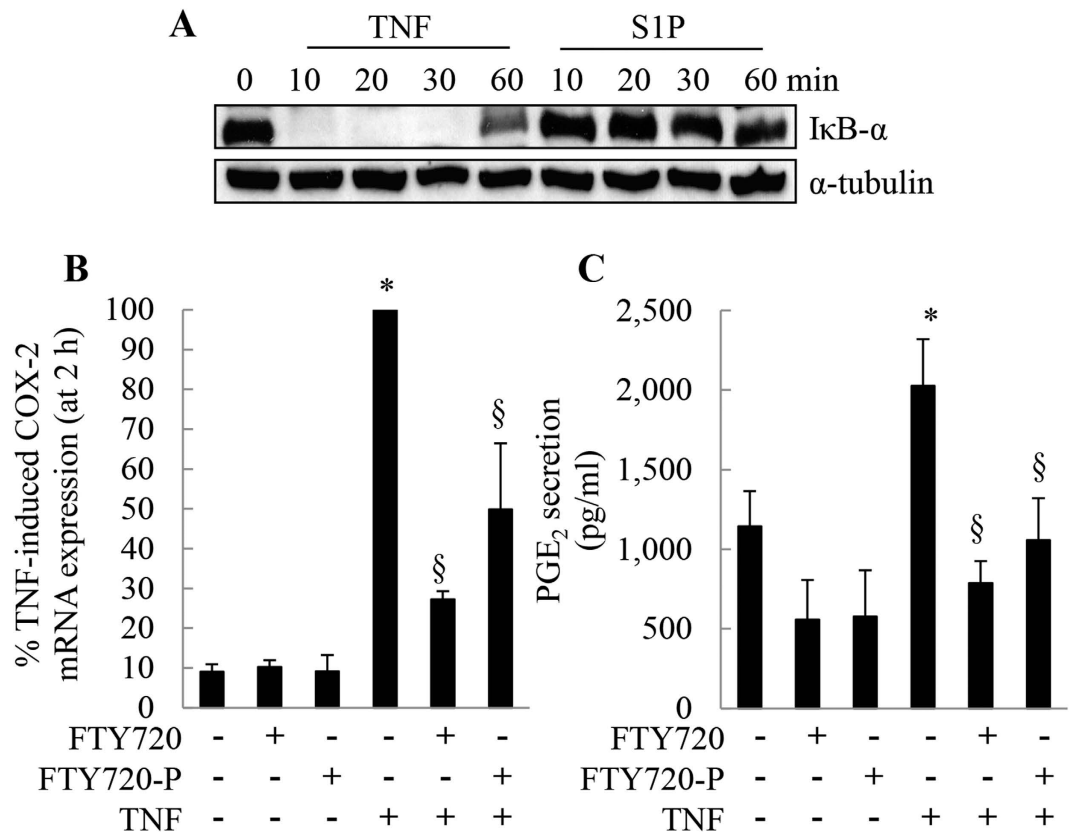 A TNF S1P
0 10 20 30 60 10 20 30 60 min
IκB-α
α-tubulin
B
*
% TNF-induced COX-2
mRNA expression (at 2 h)
100
90
80
70
60
50
40
30
20
10
0
§
§
FTY720 - + - - + -
FTY720-P - - + - - +
TNF - - - + + +
C
*
PGE₂ secretion
(pg/ml)
2,500
2,000
1,500
1,000
500
0
§
§
FTY720 - + - - + -
FTY720-P - - + - - +
TNF - - - + + +